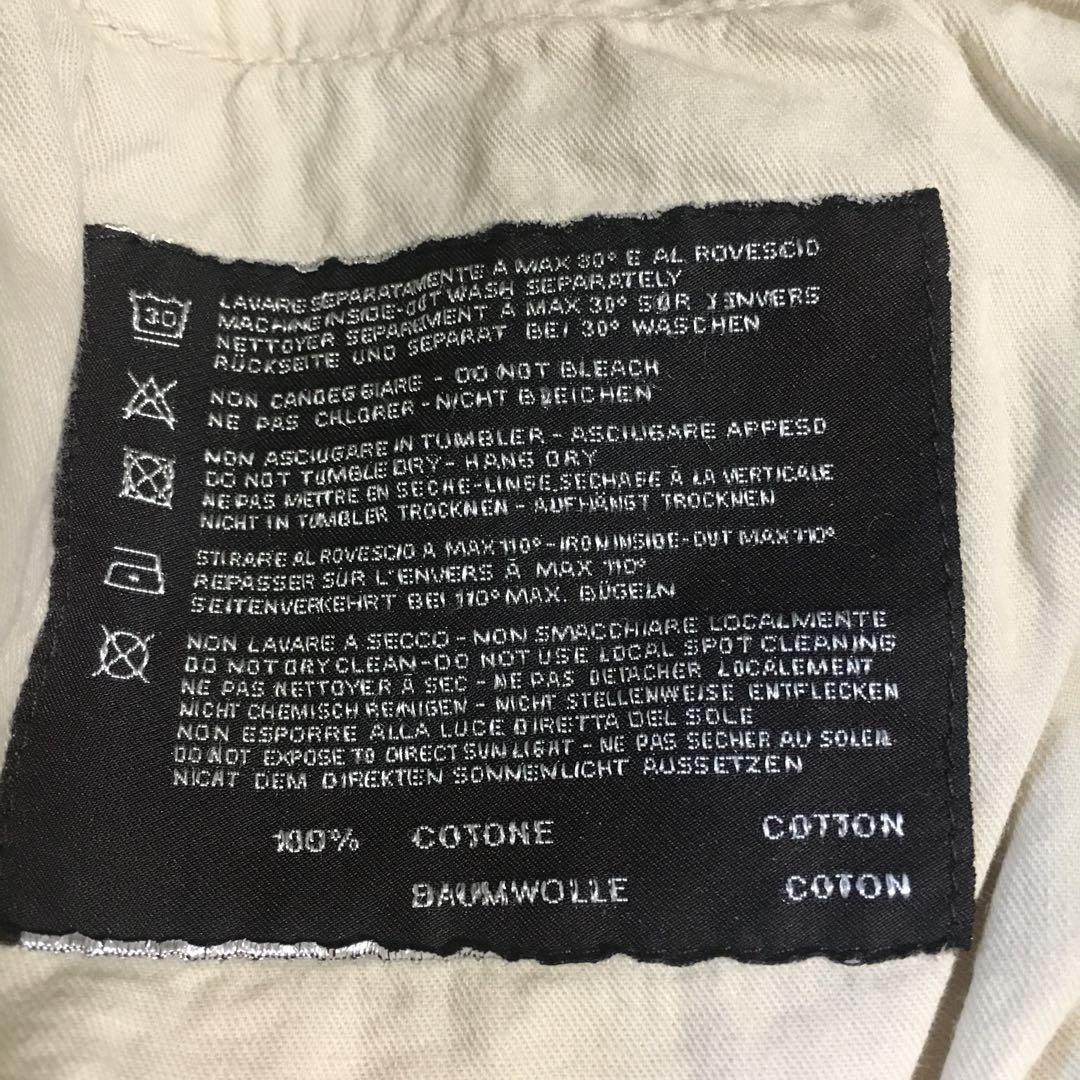 30
LAVARE SEPARATAMENTE A MAX 30° E AL ROVESCIO
MACHINE INSIDE-OUT WASH SEPARATELY
NETTOYER SEPAREMENT À MAX 30° SUR L'ENVERS
RÜCKSEITE UND SEPARAT BEI 30° WASCHEN
NON CANDEGGIARE - DO NOT BLEACH
NE PAS CHLORER - NICHT BLEICHEN
NON ASCIUGARE IN TUMBLER - ASCIUGARE APPESO
DO NOT TUMBLE DRY - HANG DRY
NE PAS METTRE EN SECHE-LINGE, SECHAGE À LA VERTICALE
NICHT IN TUMBLER TROCKNEN - AUFHÄNGT TROCKNEN
STIRARE AL ROVESCIO A MAX 110° - IRON INSIDE-OUT MAX 110°
REPASSER SUR L'ENVERS À MAX 110°
SEITENVERKEHRT BEI 110° MAX. BÜGELN
NON LAVARE A SECCO - NON SMACCHIARE LOCALMENTE
DO NOT DRY CLEAN - DO NOT USE LOCAL SPOT CLEANING
NE PAS NETTOYER À SEC - NE PAS DETACHER LOCALEMENT
NICHT CHEMISCH REINIGEN - NICHT STELLENWEISE ENTFLECKEN
NON ESPORRE ALLA LUCE DIRETTA DEL SOLE
DO NOT EXPOSE TO DIRECT SUN LIGHT - NE PAS SECHER AU SOLEIL
NICHT DEM DIREKTEN SONNENLICHT AUSSETZEN
100% COTONE COTTON
BAUMWOLLE COTON